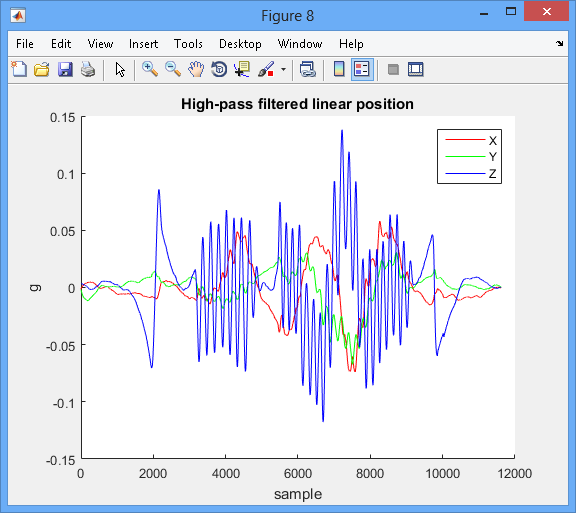 Figure 8
File Edit View Insert Tools Desktop Window Help
High-pass filtered linear position
0.15
0.1
0.05
0
-0.05
-0.1
-0.15
g
X
Y
Z
0 2000 4000 6000 8000 10000 12000
sample